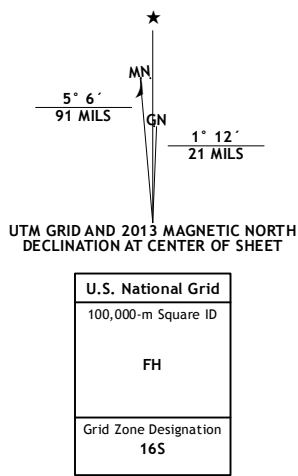 ★
MN
GN
5° 6´
91 MILS
1° 12´
21 MILS
UTM GRID AND 2013 MAGNETIC NORTH
DECLINATION AT CENTER OF SHEET
U.S. National Grid
100,000-m Square ID
FH
Grid Zone Designation
16S